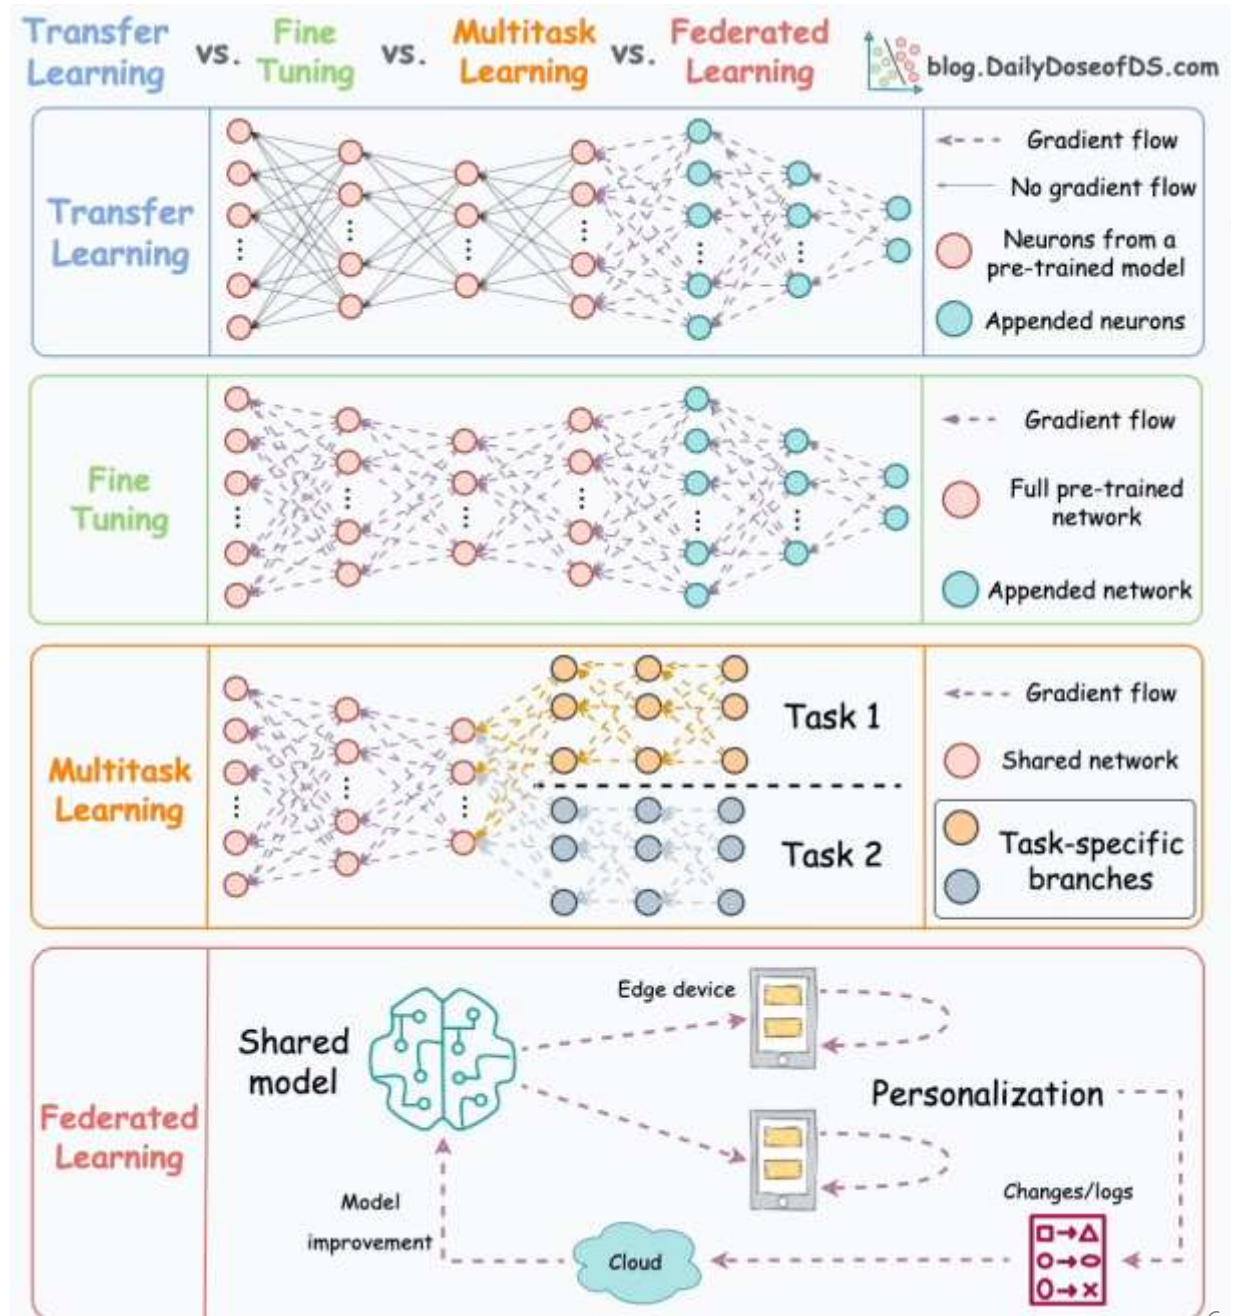 Transfer Learning vs. Fine Tuning vs. Multitask Learning vs. Federated Learning
blog.DailyDoseofDS.com
Transfer
Learning
Gradient flow
No gradient flow
Neurons from a
pre-trained model
Appended neurons
Fine
Tuning
Gradient flow
Full pre-trained
network
Appended network
Multitask
Learning
Task 1
Task 2
Gradient flow
Shared network
Task-specific
branches
Federated
Learning
Shared
model
Edge device
Personalization
Changes/logs
Cloud
Model
improvement